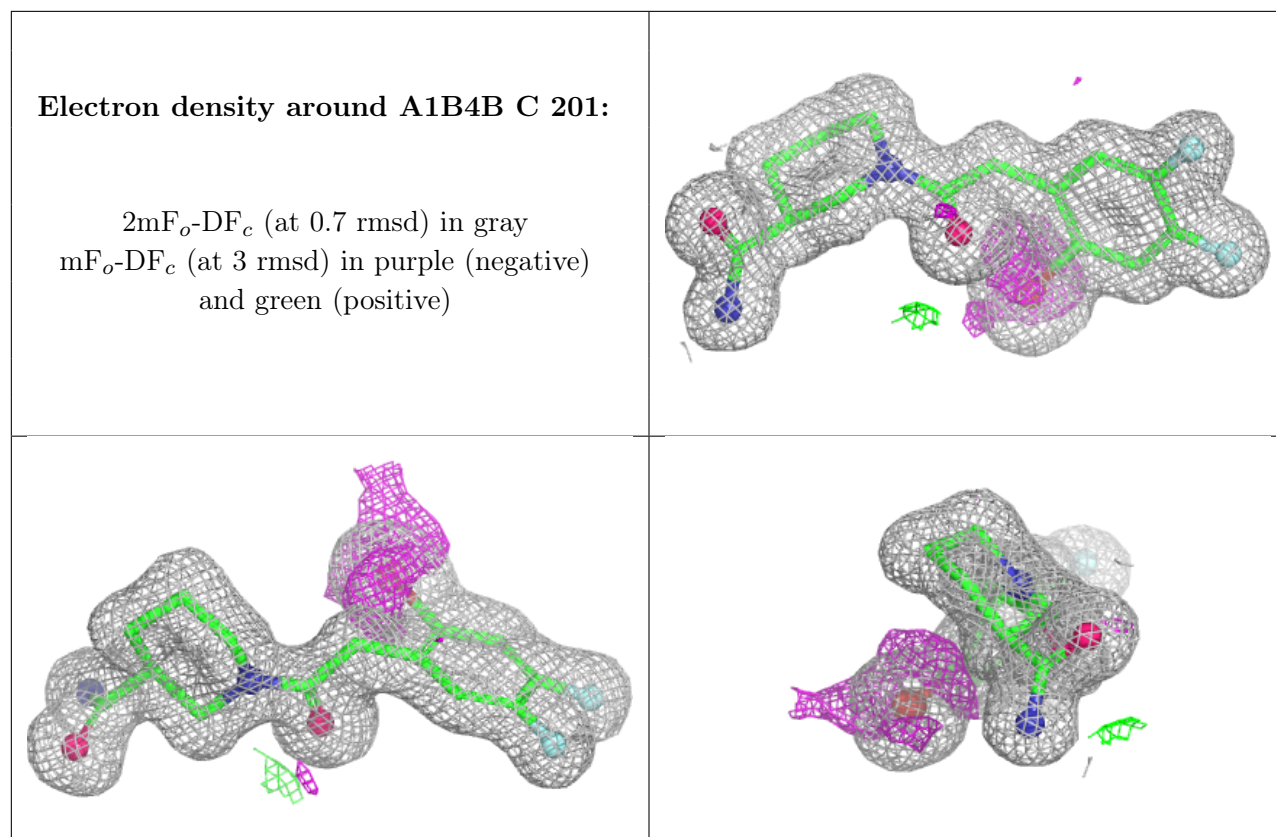 Electron density around A1B4B C 201:
2mFo-DFc (at 0.7 rmsd) in gray
mFo-DFc (at 3 rmsd) in purple (negative)
and green (positive)